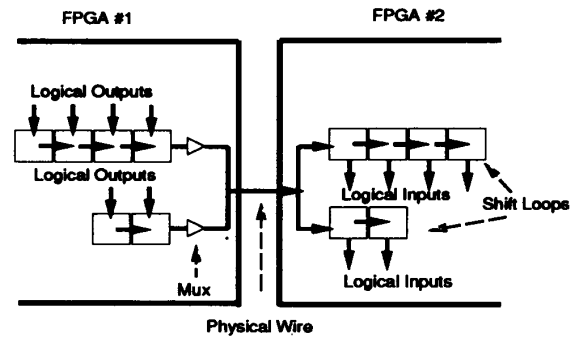 FPGA #1
FPGA #2
Logical Outputs
Logical Outputs
Logical Inputs
Shift Loops
Logical Inputs
Mux
Physical Wire